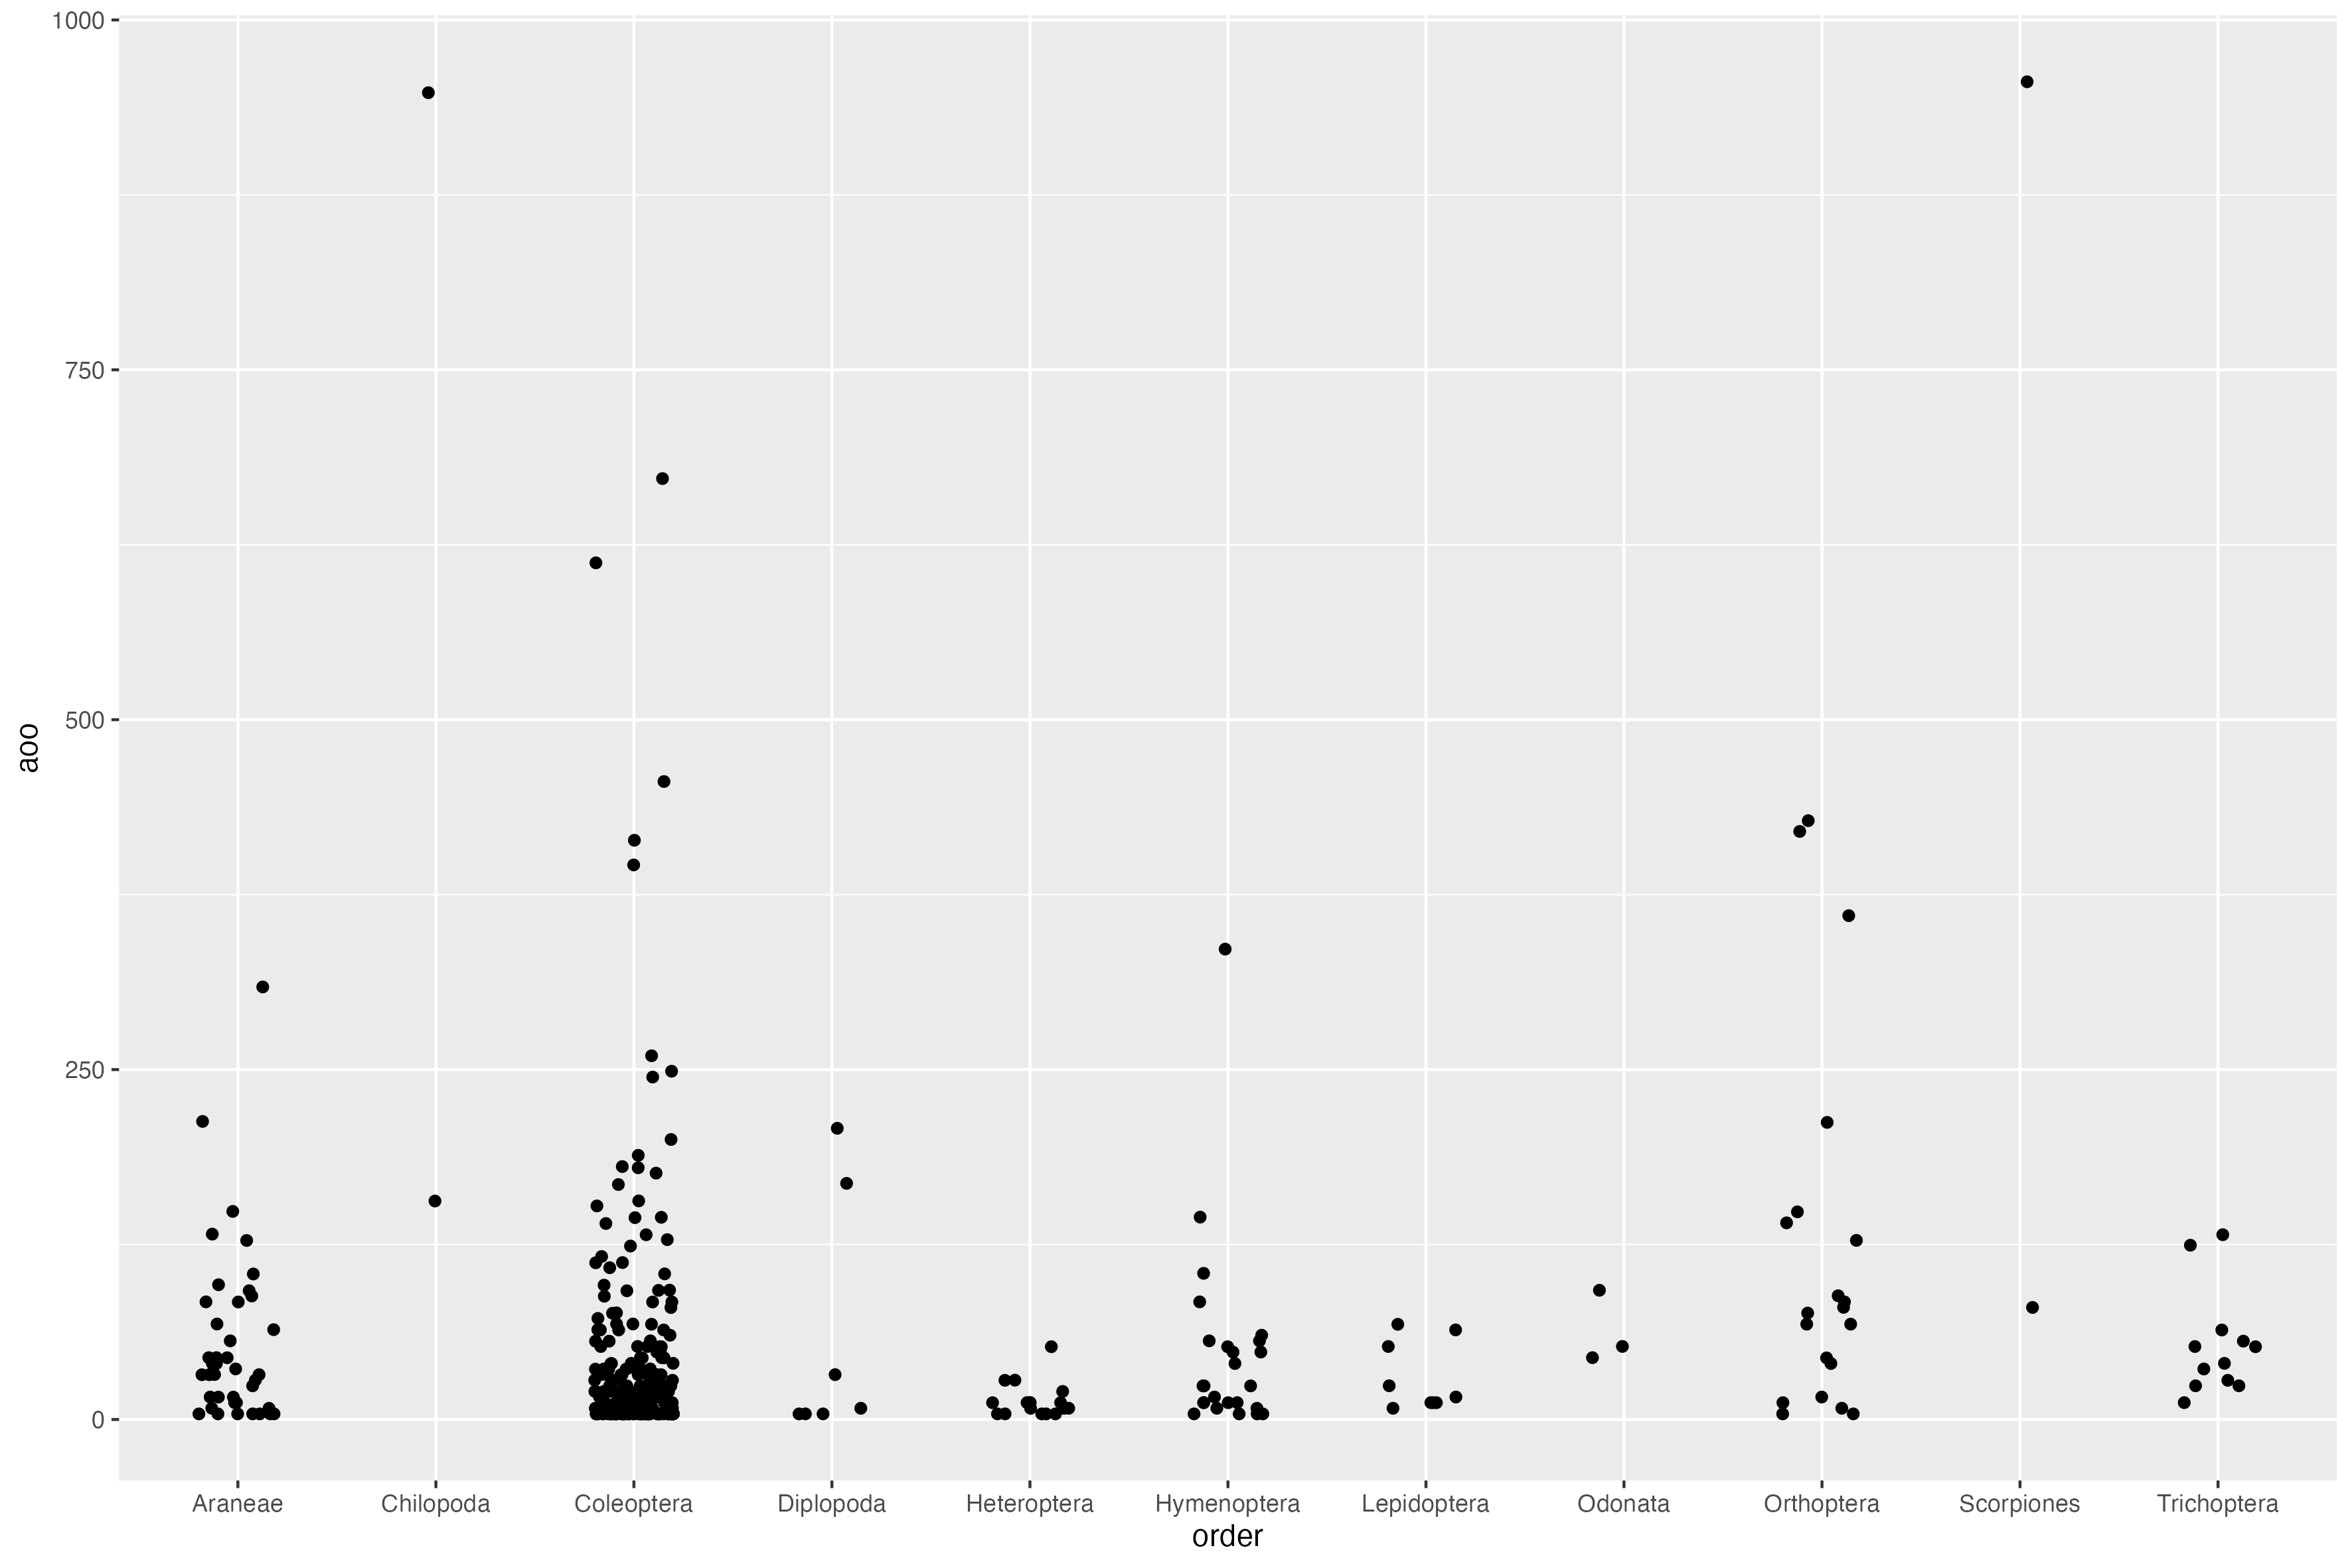 1000
750
500
250
0
aoo
Araneae Chilopoda Coleoptera Diplopoda Heteroptera Hymenoptera Lepidoptera Odonata Orthoptera Scorpiones Trichoptera
order